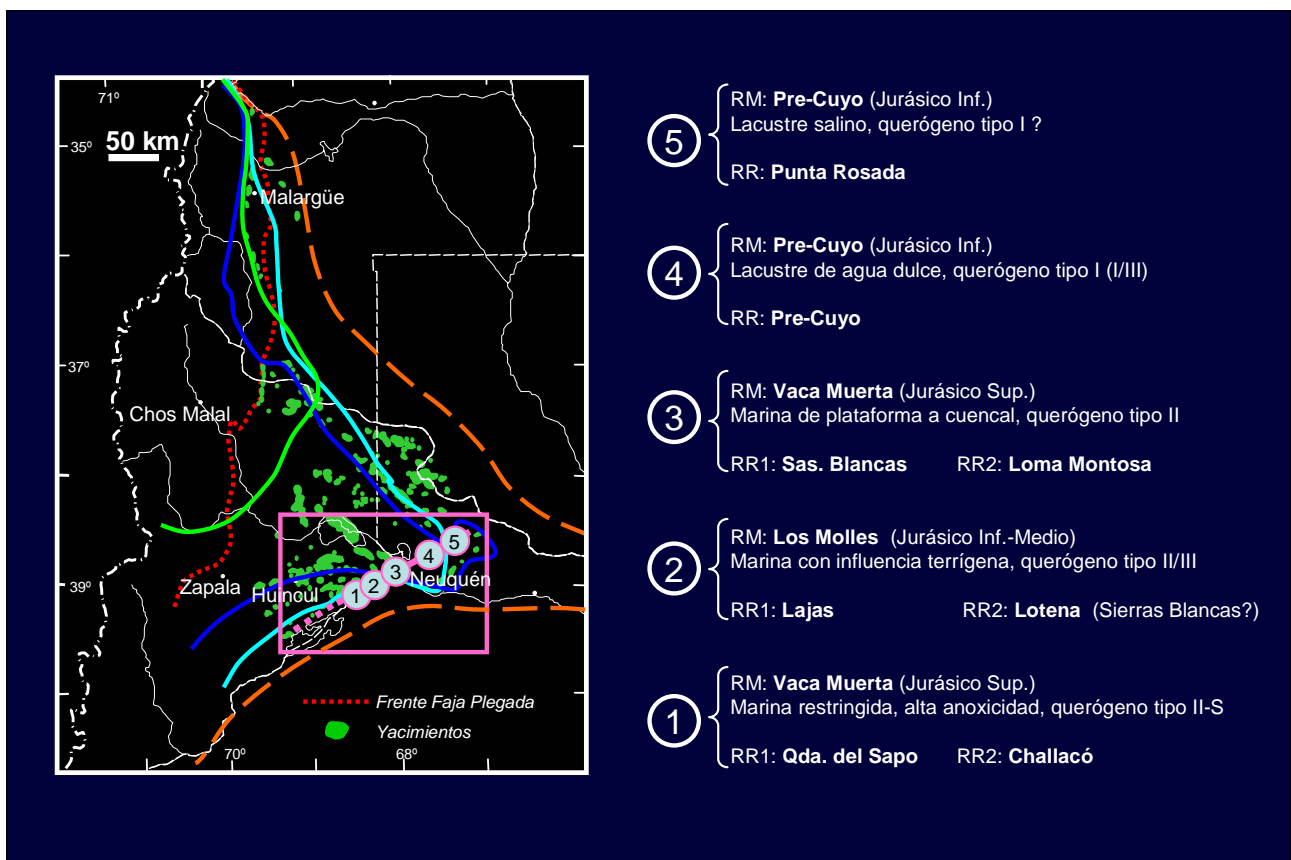 71º
35º
50 km
Malargüe
37º
Chos Malal
39º
Zapala
Huincul
Neuquén
1
2
3
4
5
Frente Faja Plegada
Yacimientos
70º
68º
5
RM: Pre-Cuyo (Jurásico Inf.)
Lacustre salino, querógeno tipo I ?
RR: Punta Rosada
4
RM: Pre-Cuyo (Jurásico Inf.)
Lacustre de agua dulce, querógeno tipo I (I/III)
RR: Pre-Cuyo
3
RM: Vaca Muerta (Jurásico Sup.)
Marina de plataforma a cuencal, querógeno tipo II
RR1: Sas. Blancas RR2: Loma Montosa
2
RM: Los Molles (Jurásico Inf.-Medio)
Marina con influencia terrígena, querógeno tipo II/III
RR1: Lajas RR2: Lotena (Sierras Blancas?)
1
RM: Vaca Muerta (Jurásico Sup.)
Marina restringida, alta anoxicidad, querógeno tipo II-S
RR1: Qda. del Sapo RR2: Challacó